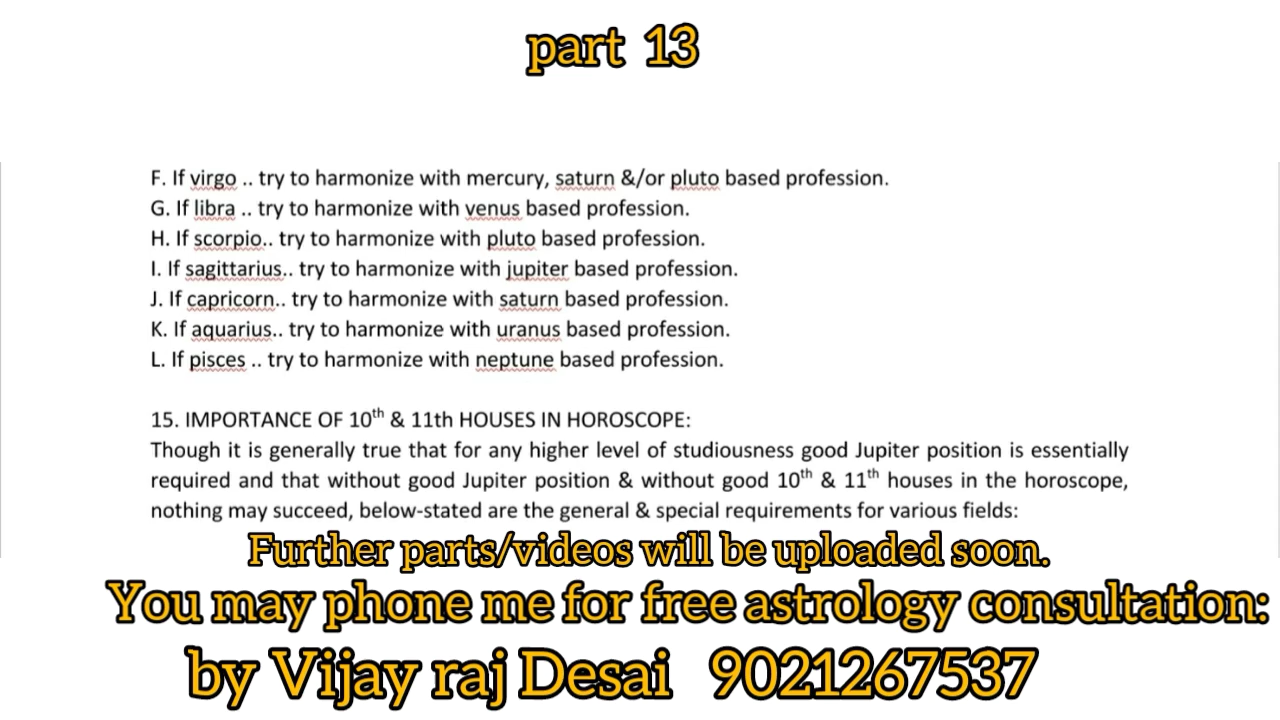 part 13
F. If virgo .. try to harmonize with mercury, saturn &/or pluto based profession.
G. If libra .. try to harmonize with venus based profession.
H. If scorpio.. try to harmonize with pluto based profession.
I. If sagittarius.. try to harmonize with jupiter based profession.
J. If capricorn.. try to harmonize with saturn based profession.
K. If aquarius.. try to harmonize with uranus based profession.
L. If pisces .. try to harmonize with neptune based profession.
15. IMPORTANCE OF 10th & 11th HOUSES IN HOROSCOPE:
Though it is generally true that for any higher level of studiousness good Jupiter position is essentially
required and that without good Jupiter position & without good 10th & 11th houses in the horoscope,
nothing may succeed, below-stated are the general & special requirements for various fields:
Further parts/videos will be uploaded soon.
You may phone me for free astrology consultation:
by Vijay raj Desai 9021267537